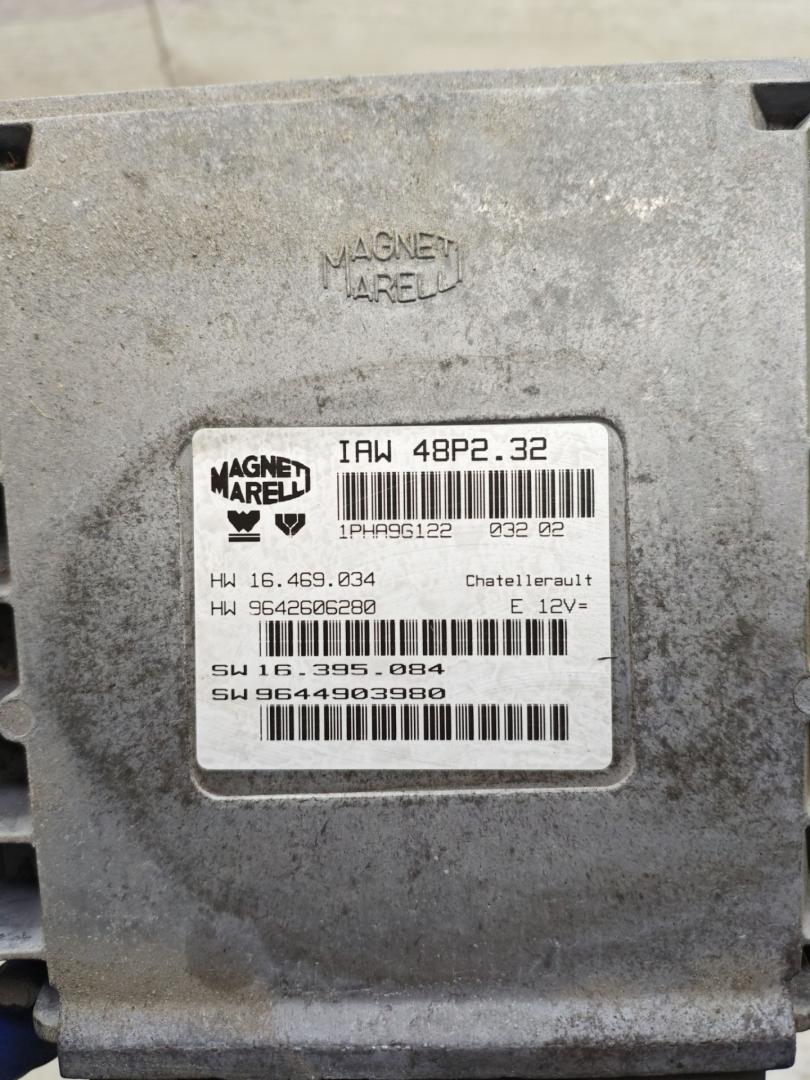 MAGNETI
MARELLI
IAW 48P2.32
MAGNETI
MARELLI
1PHA9G122 032 02
HW 16.469.034 Chatellerault
HW 9642606280 E 12V=
SW 16.395.084
SW 9644903980